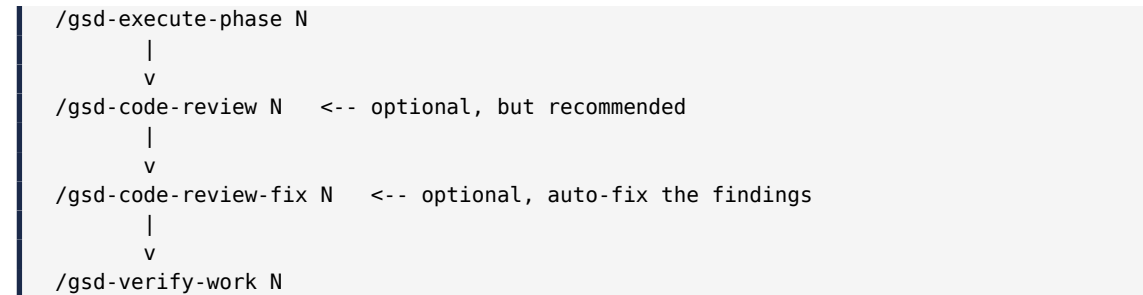 /gsd-execute-phase N
|
v
/gsd-code-review N <-- optional, but recommended
|
v
/gsd-code-review-fix N <-- optional, auto-fix the findings
|
v
/gsd-verify-work N